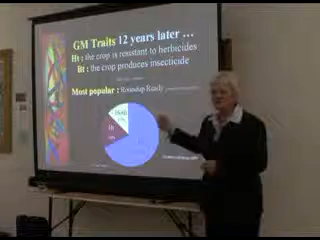 GM Traits 12 years later ...
Ht : the crop is resistant to herbicides
Bt : the crop produces insecticide
Most popular : Roundup Ready
Ht